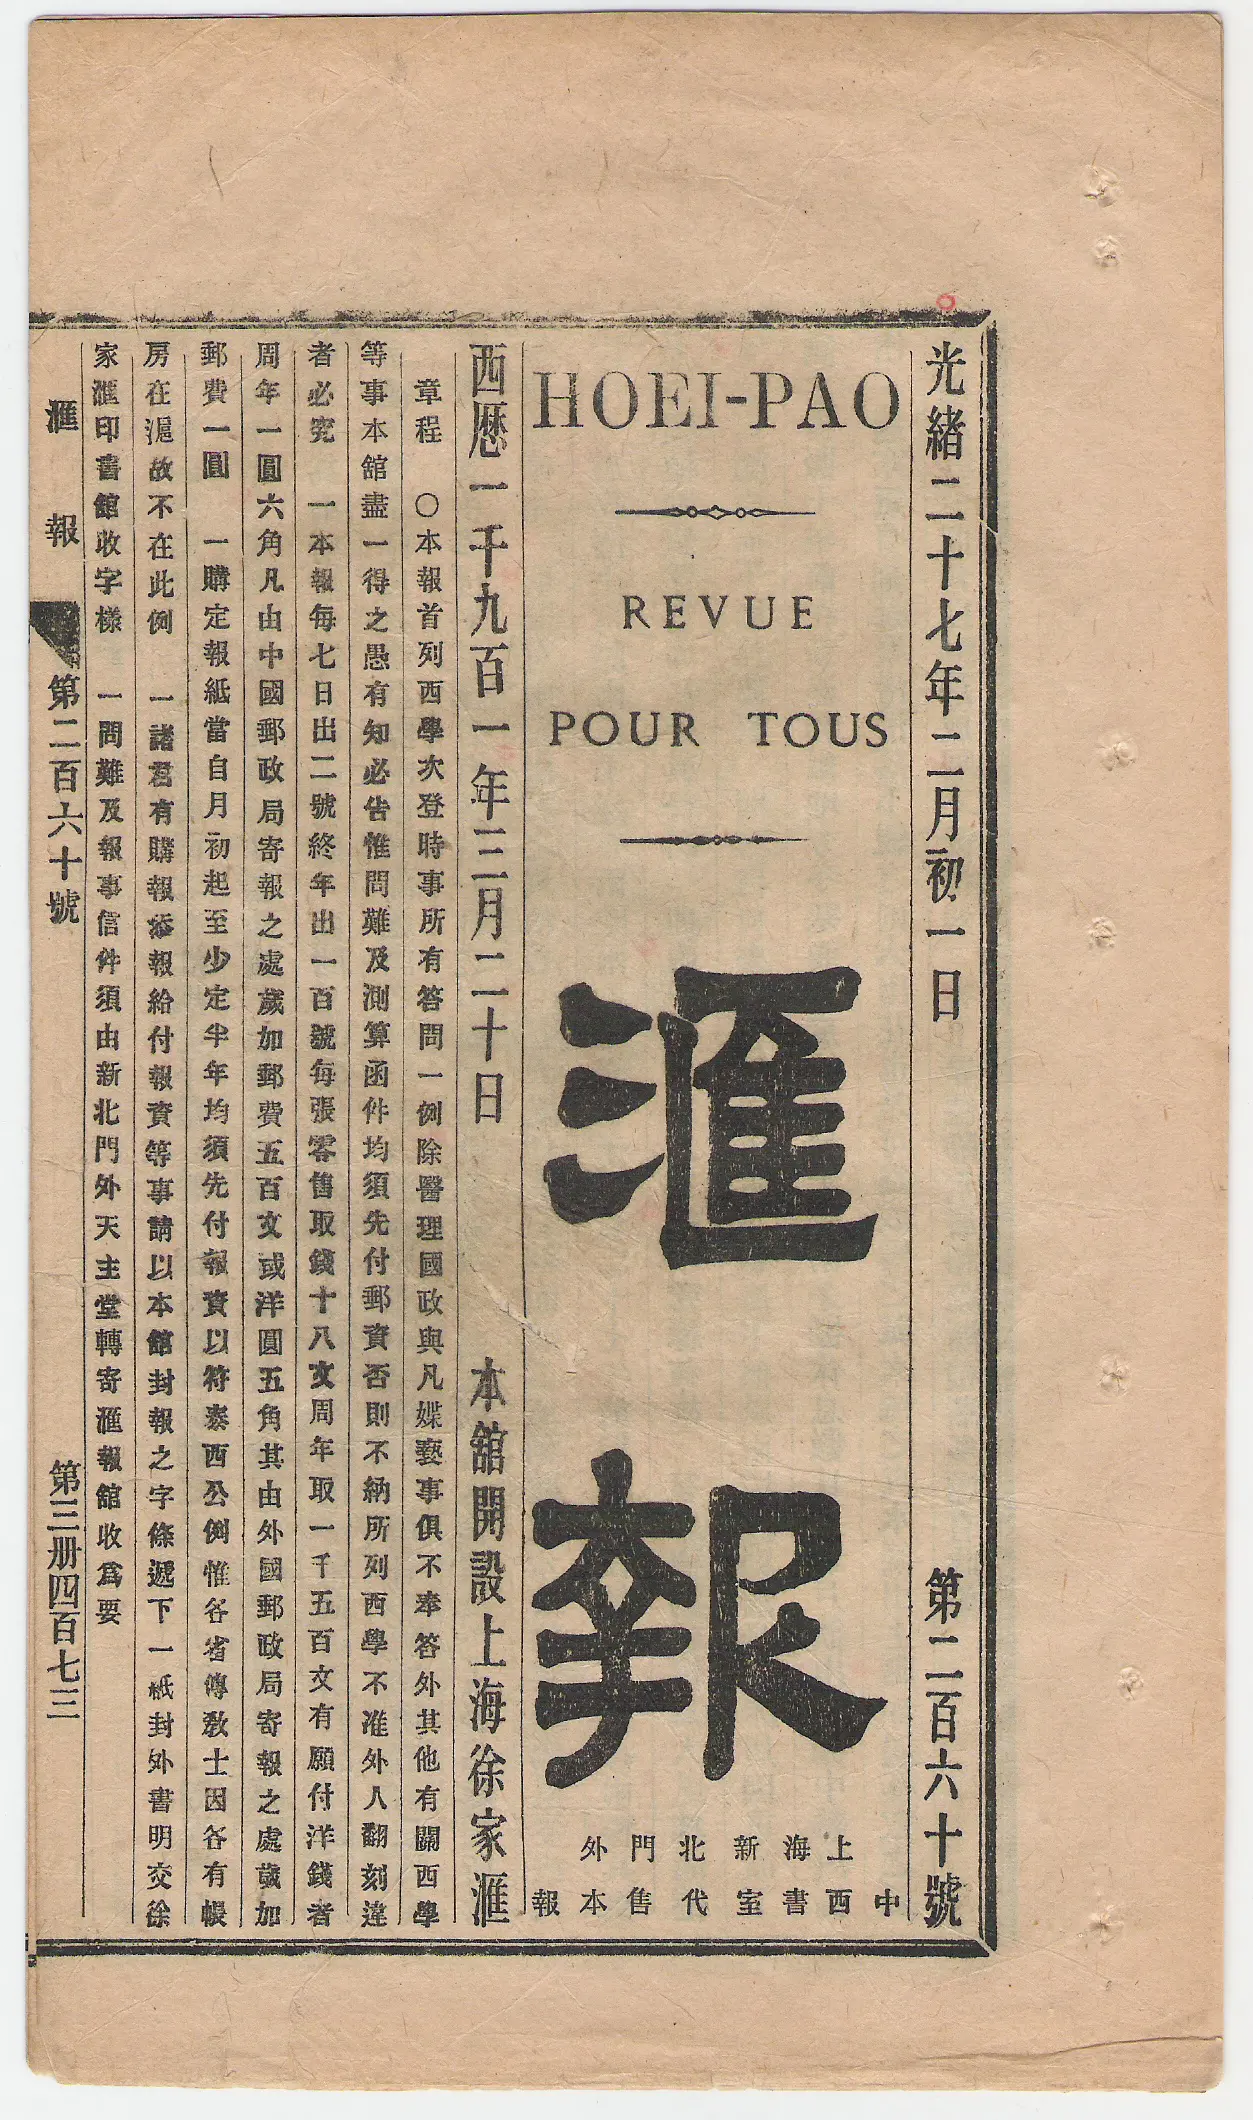 光緒二十七年二月初一日
第二百六十號
HOEI-PAO
REVUE
POUR TOUS
滙報
上海新北門外
中西書室代售本報
西曆一千九百一年三月二十日
本舘開設上海徐家滙
章程 〇本報首列西學次登時事所有答問一例除醫理國政與凡媟褻事俱不奉答外其他有關西學
等事本館盡一得之愚有知必告惟問難及測算函件均須先付郵資否則不納所列西學不准外人翻刻違
者必究 一本報每七日出二號終年出一百號每張零售取錢十八文周年取一千五百文有願付洋錢者
周年一圓六角凡由中國郵政局寄報之處歲加郵費五百文或洋圓五角其由外國郵政局寄報之處歲加
郵費一圓 一購定報紙當自月初起至少定半年均須先付報資以符泰西公例惟各省傳教士因各有帳
房在滬故不在此例 一諸君有購報添報給付報資等事請以本館封報之字條遞下一紙封外書明交徐
家滙印書館收字樣 一問難及報事信件須由新北門外天主堂轉寄滙報館收爲要
滙報
第二百六十號
第三册四百七三